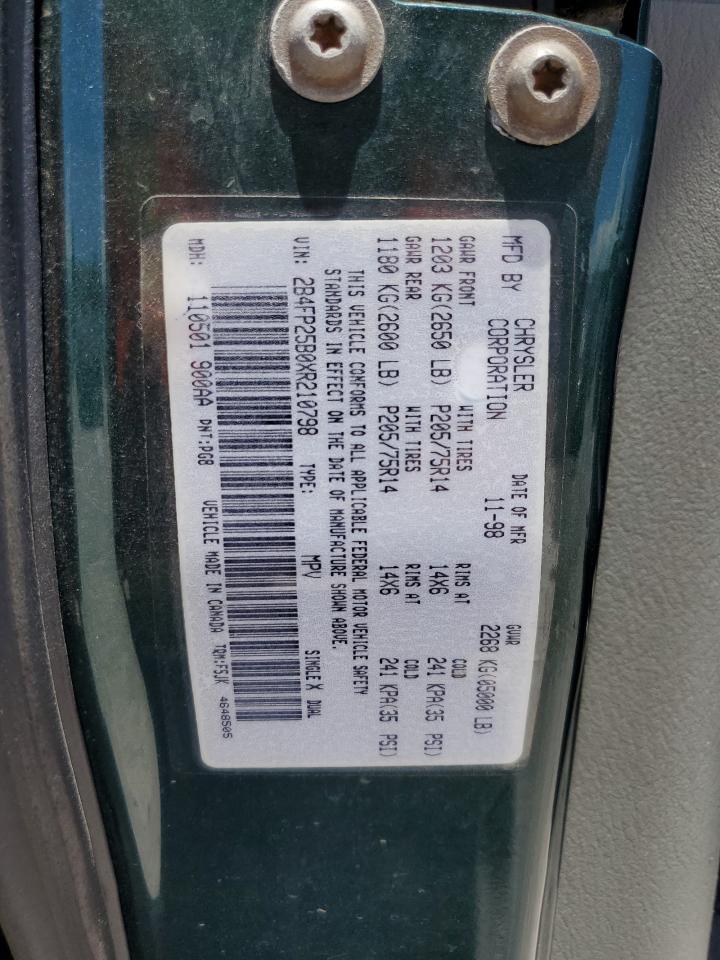 MFD BY CHRYSLER CORPORATION DATE OF MFR 11-98 GVWR 2268 KG(05000 LB)
GAWR FRONT WITH TIRES RIMS AT COLD
1203 KG(2650 LB) P205/75R14 14X6 241 KPA(35 PSI)
GAWR REAR WITH TIRES RIMS AT COLD
1180 KG(2600 LB) P205/75R14 14X6 241 KPA(35 PSI)
THIS VEHICLE CONFORMS TO ALL APPLICABLE FEDERAL MOTOR VEHICLE SAFETY
STANDARDS IN EFFECT ON THE DATE OF MANUFACTURE SHOWN ABOVE.
VIN: 2B4FP25B0XR210798 TYPE: MPV SINGLE X DUAL
MDH: 110501 900AA PNT:PGB VEHICLE MADE IN CANADA TQM:FSJK 4648505